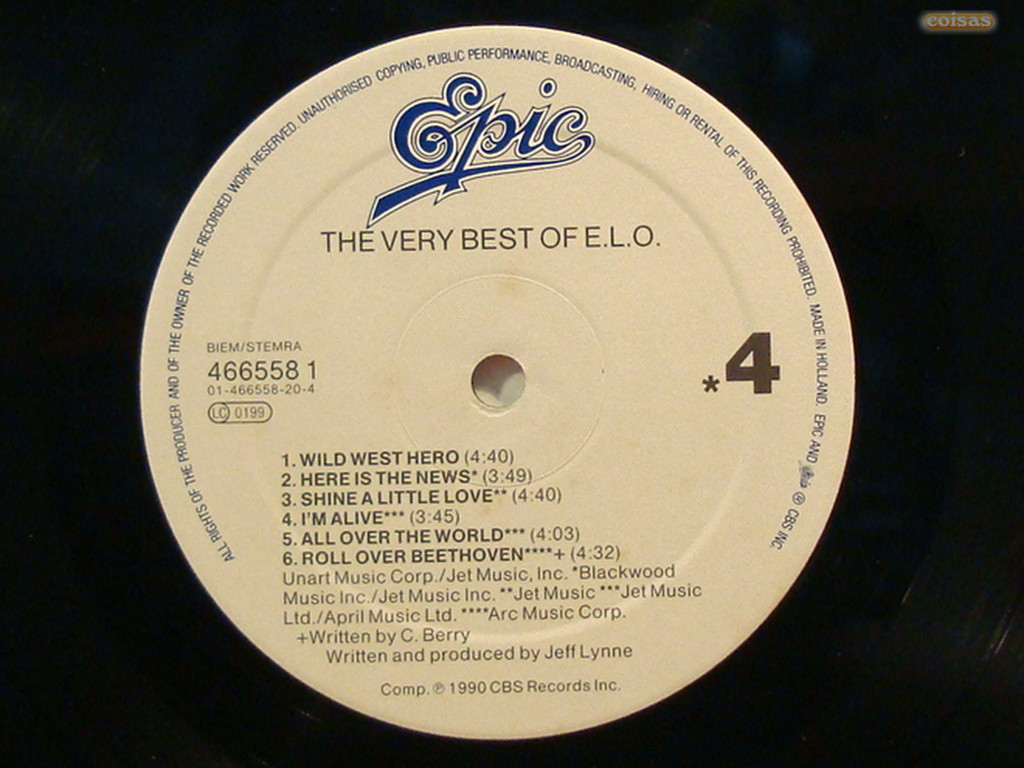 coisas
ALL RIGHTS OF THE PRODUCER AND OF THE OWNER OF THE RECORDED WORK RESERVED. UNAUTHORISED COPYING, PUBLIC PERFORMANCE, BROADCASTING, HIRING OR RENTAL OF THIS RECORDING PROHIBITED. MADE IN HOLLAND. EPIC AND Epic ℗ CBS INC.
Epic
THE VERY BEST OF E.L.O.
BIEM/STEMRA
466558 1
01-466558-20-4
LC 0199
*4
1. WILD WEST HERO (4:40)
2. HERE IS THE NEWS* (3:49)
3. SHINE A LITTLE LOVE** (4:40)
4. I'M ALIVE*** (3:45)
5. ALL OVER THE WORLD*** (4:03)
6. ROLL OVER BEETHOVEN****+ (4:32)
Unart Music Corp./Jet Music, Inc. *Blackwood
Music Inc./Jet Music Inc. **Jet Music ***Jet Music
Ltd./April Music Ltd. ****Arc Music Corp.
+Written by C. Berry
Written and produced by Jeff Lynne
Comp. ℗ 1990 CBS Records Inc.